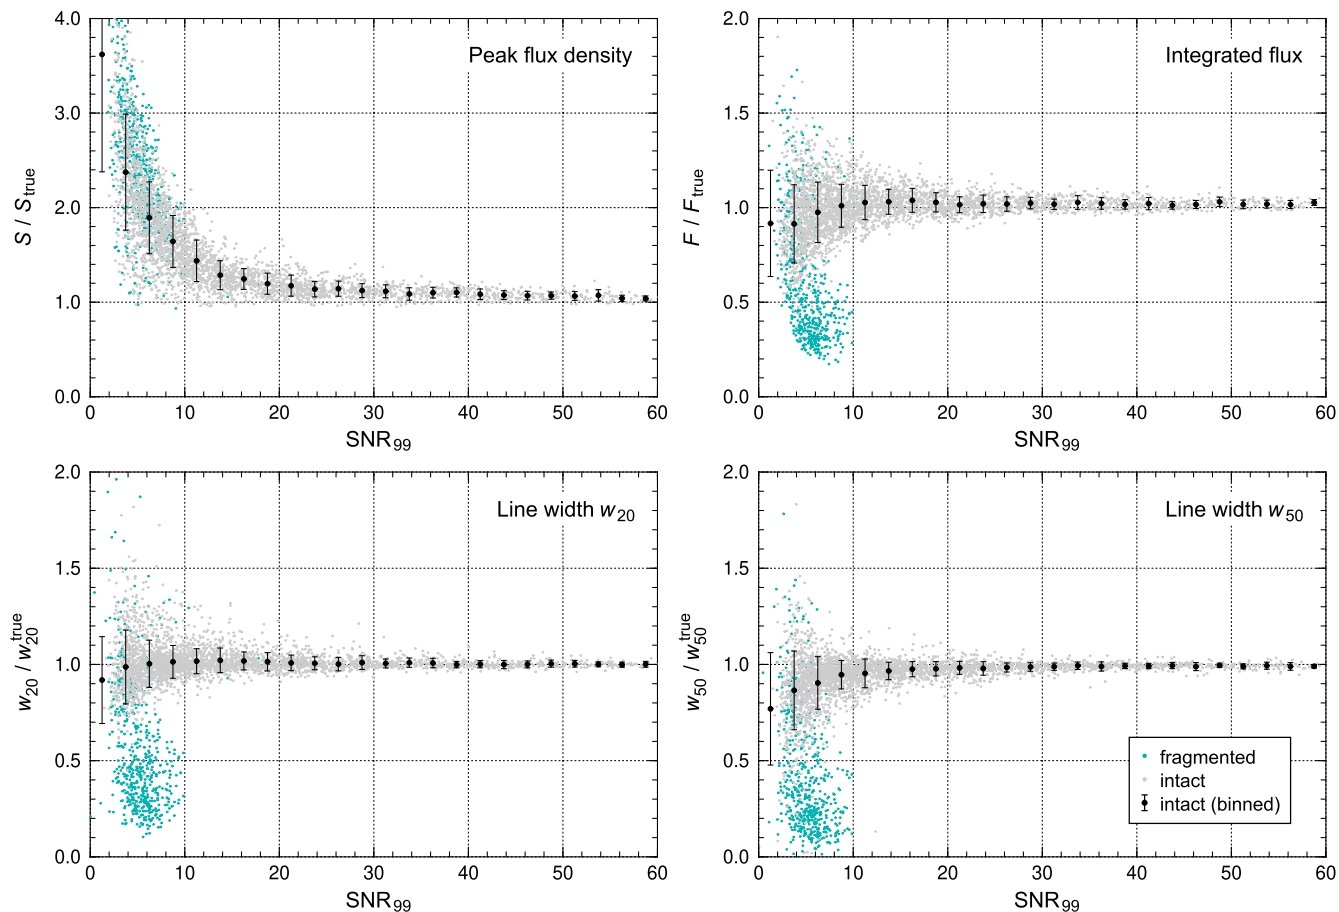 4.0
3.0
2.0
1.0
0.0
S / S_true
Peak flux density
0 10 20 30 40 50 60
SNR_99
2.0
1.5
1.0
0.5
0.0
F / F_true
Integrated flux
0 10 20 30 40 50 60
SNR_99
2.0
1.5
1.0
0.5
0.0
w_20 / w_20^true
Line width w_20
0 10 20 30 40 50 60
SNR_99
2.0
1.5
1.0
0.5
0.0
w_50 / w_50^true
Line width w_50
fragmented
intact
intact (binned)
0 10 20 30 40 50 60
SNR_99